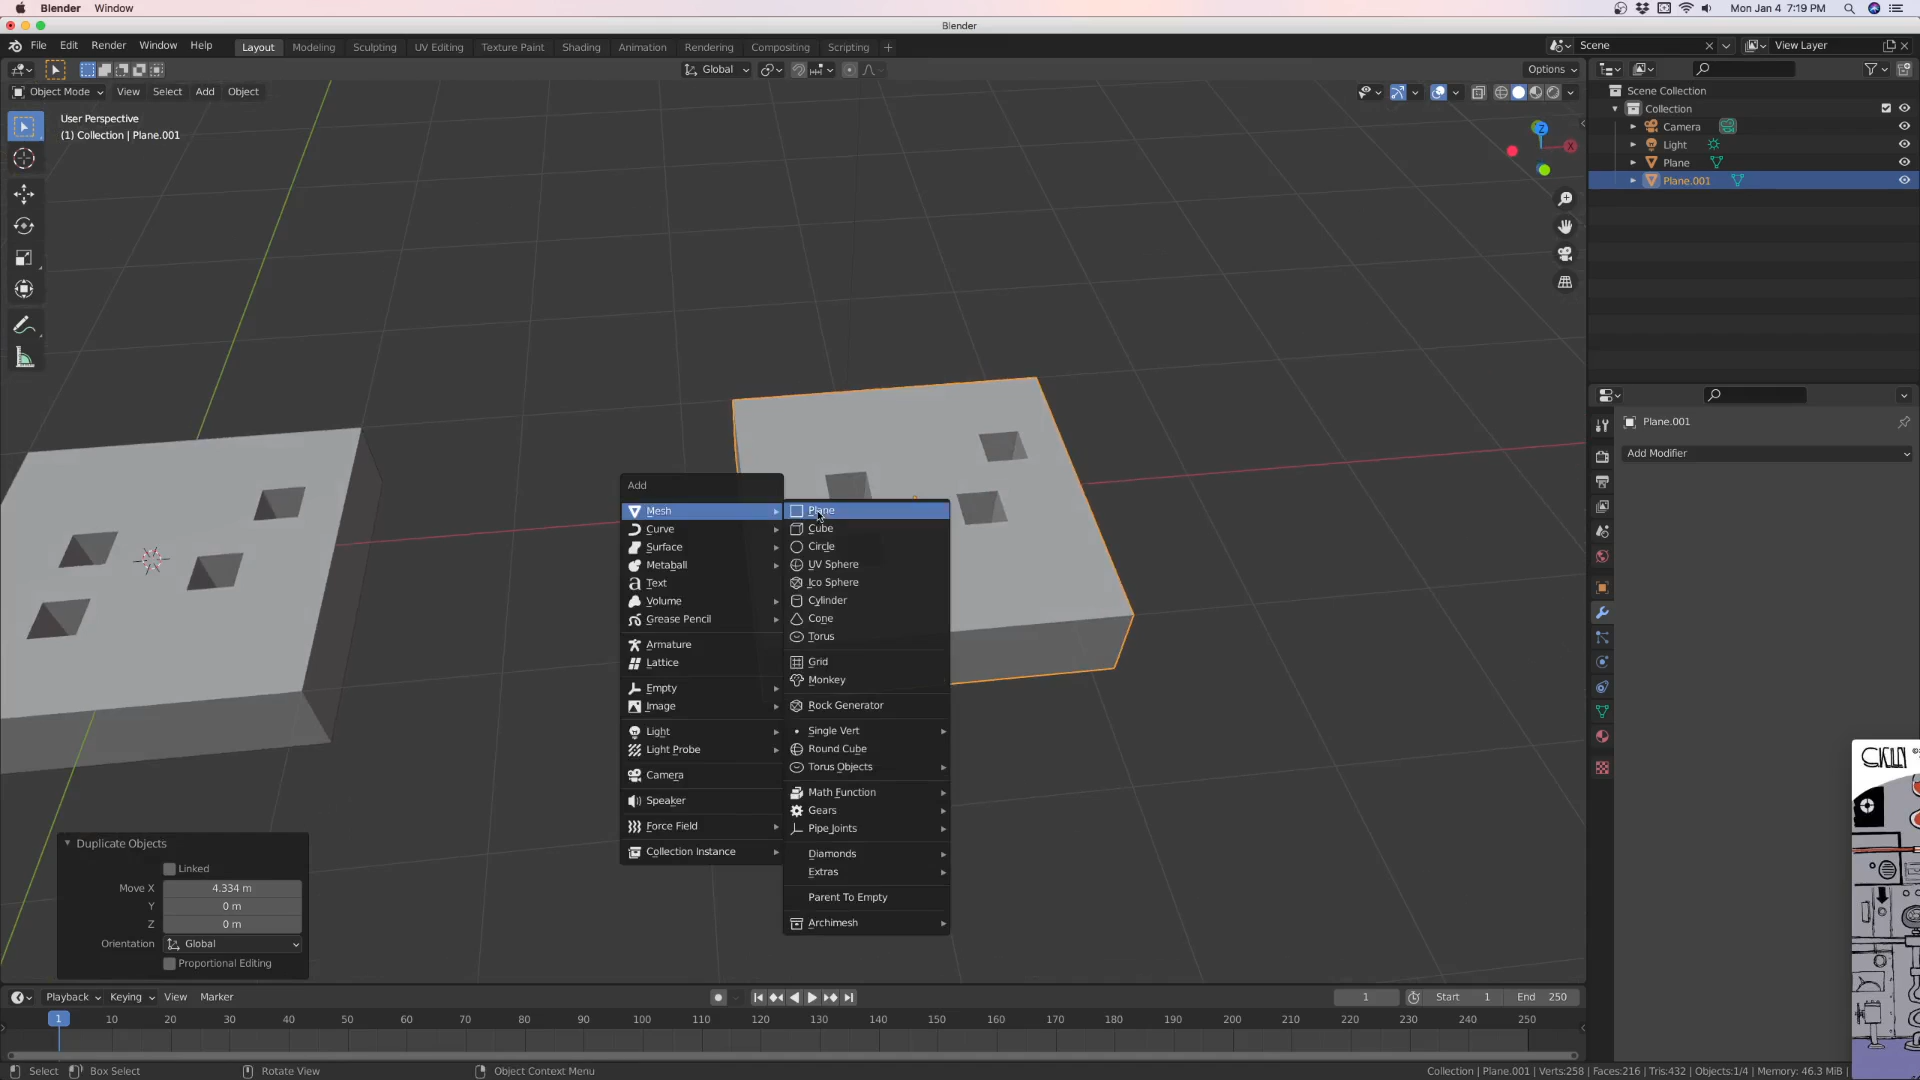 Blender Window Mon Jan 4 7:19 PM
Blender
File Edit Render Window Help Layout Modeling Sculpting UV Editing Texture Paint Shading Animation Rendering Compositing Scripting + Scene View Layer
Global Options
Object Mode View Select Add Object
User Perspective
(1) Collection | Plane.001
Z
X
Scene Collection
Collection
Camera
Light
Plane
Plane.001
Plane.001
Add Modifier
Add
Mesh
Curve
Surface
Metaball
Text
Volume
Grease Pencil
Armature
Lattice
Empty
Image
Light
Light Probe
Camera
Speaker
Force Field
Collection Instance
Plane
Cube
Circle
UV Sphere
Ico Sphere
Cylinder
Cone
Torus
Grid
Monkey
Rock Generator
Single Vert
Round Cube
Torus Objects
Math Function
Gears
Pipe Joints
Diamonds
Extras
Parent To Empty
Archimesh
Duplicate Objects
Linked
Move X 4.334 m
Y 0 m
Z 0 m
Orientation Global
Proportional Editing
Playback Keying View Marker 1 Start 1 End 250
1 10 20 30 40 50 60 70 80 90 100 110 120 130 140 150 160 170 180 190 200 210 220 230 240 250
Select Box Select Rotate View Object Context Menu Collection | Plane.001 | Verts:258 | Faces:216 | Tris:432 | Objects:1/4 | Memory: 46.3 MiB |